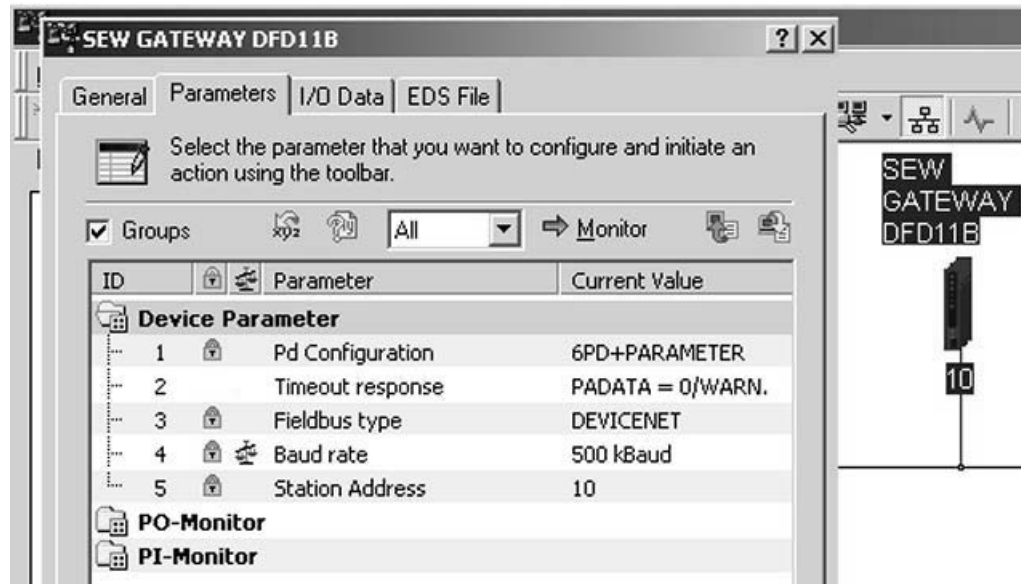 SEW GATEWAY DFD11B
General Parameters I/O Data EDS File
Select the parameter that you want to configure and initiate an
action using the toolbar.
Groups All Monitor
ID Parameter Current Value
Device Parameter
1 Pd Configuration 6PD+PARAMETER
2 Timeout response PADATA = 0/WARN.
3 Fieldbus type DEVICENET
4 Baud rate 500 kBaud
5 Station Address 10
PO-Monitor
PI-Monitor
SEW
GATEWAY
DFD11B
10